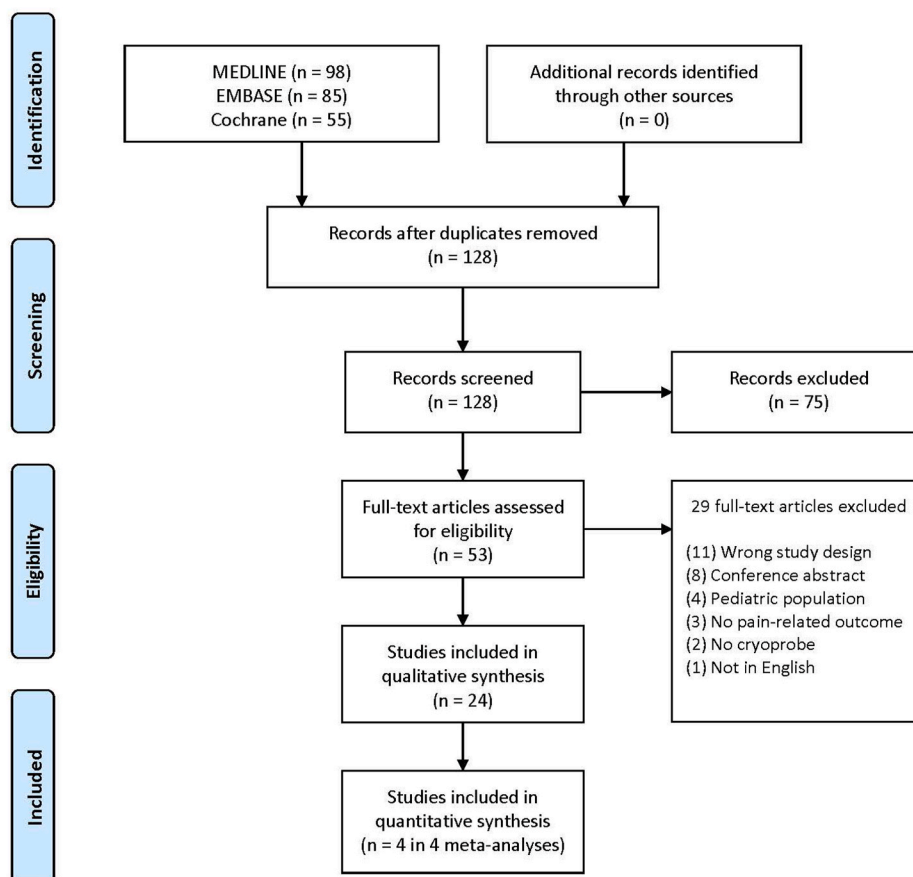 Identification
MEDLINE (n = 98)
EMBASE (n = 85)
Cochrane (n = 55)
Additional records identified
through other sources
(n = 0)
Records after duplicates removed
(n = 128)
Screening
Records screened
(n = 128)
Records excluded
(n = 75)
Eligibility
Full-text articles assessed
for eligibility
(n = 53)
29 full-text articles excluded
(11) Wrong study design
(8) Conference abstract
(4) Pediatric population
(3) No pain-related outcome
(2) No cryoprobe
(1) Not in English
Studies included in
qualitative synthesis
(n = 24)
Included
Studies included in
quantitative synthesis
(n = 4 in 4 meta-analyses)